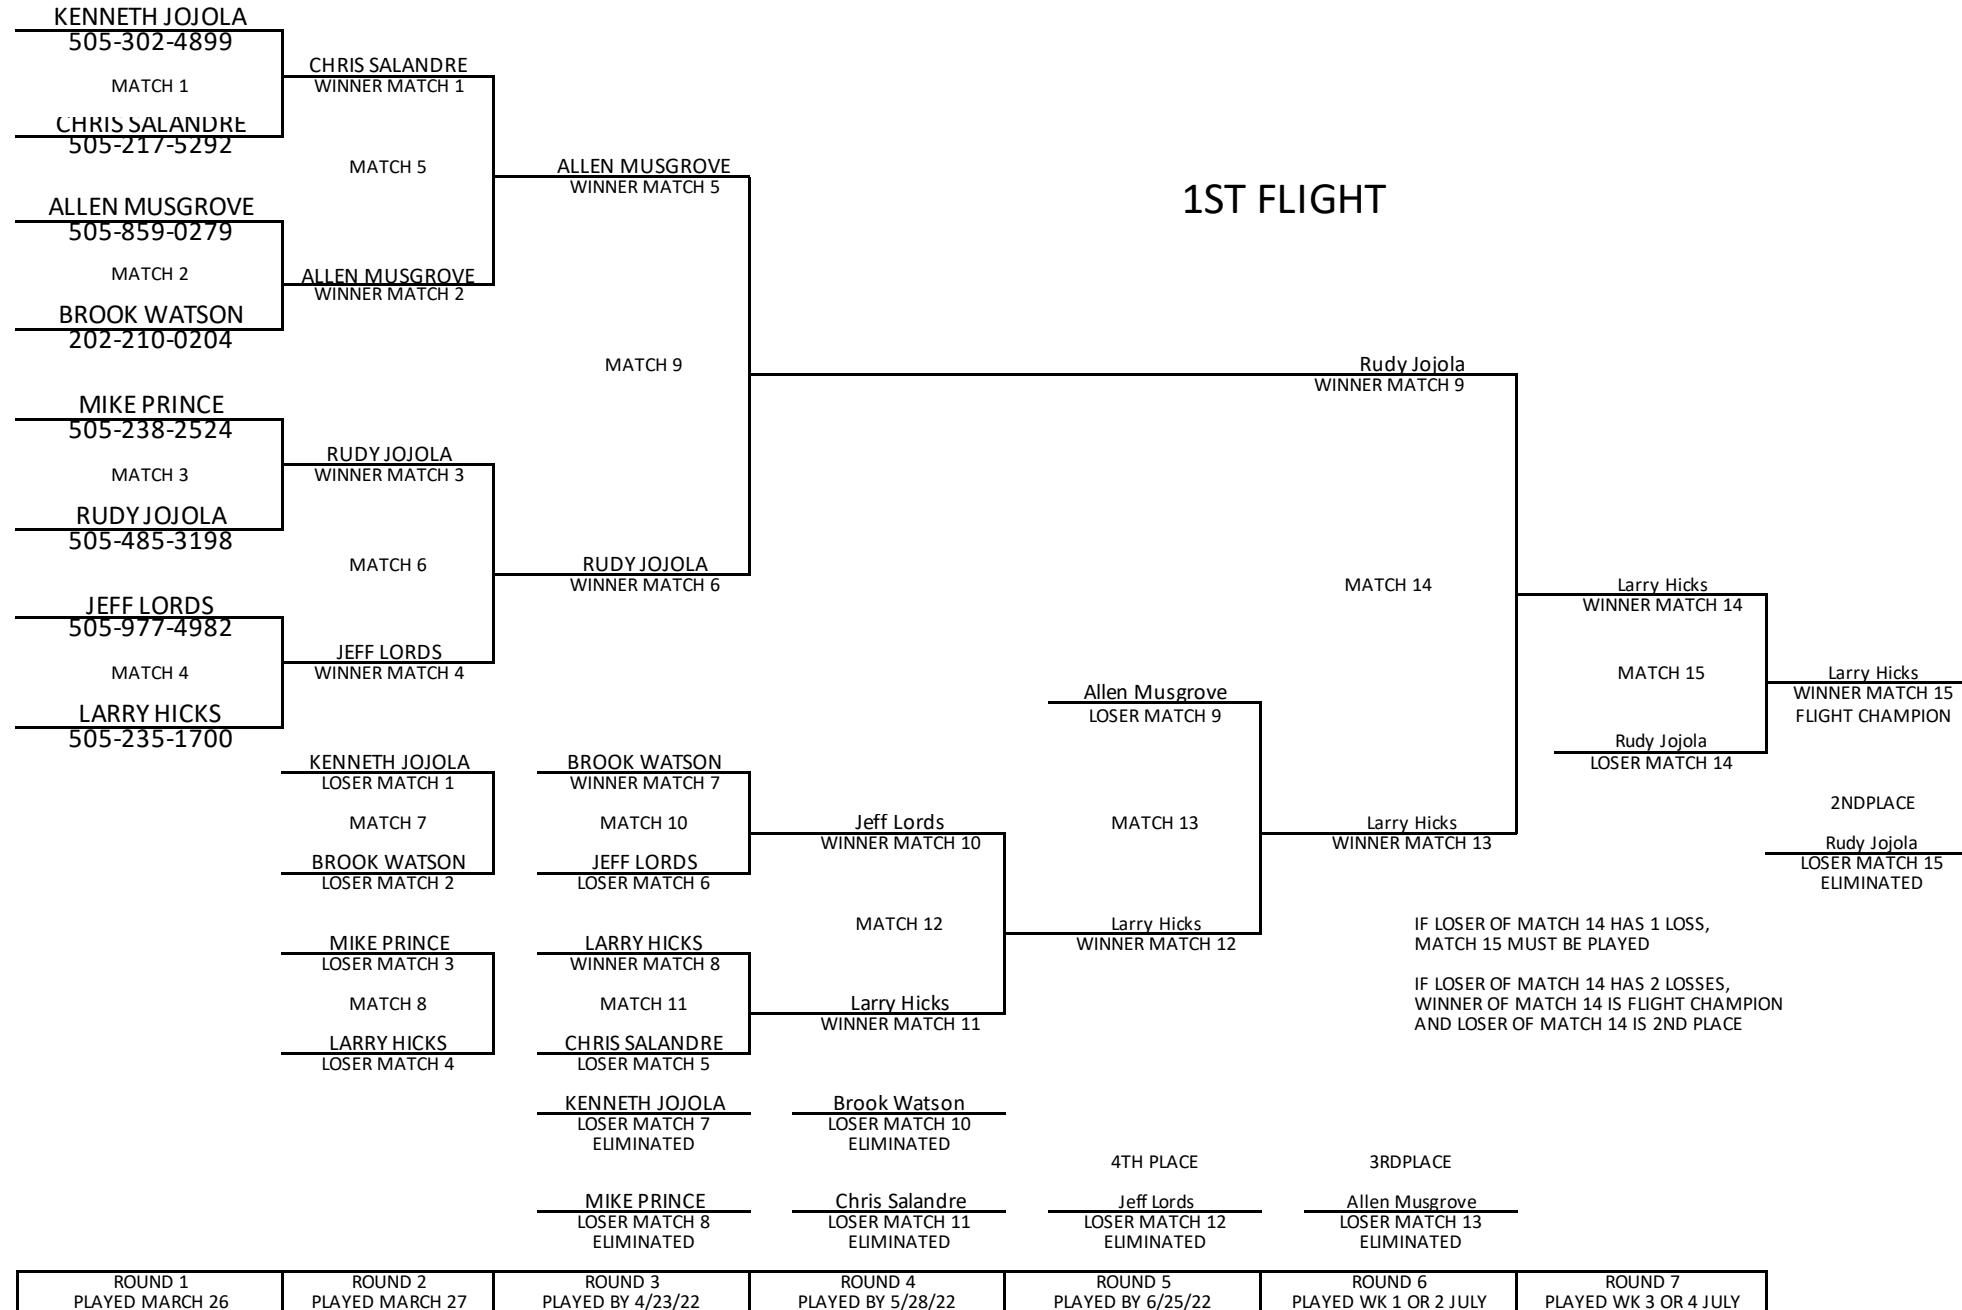 KENNETH JOJOLA
505-302-4899
MATCH 1
CHRIS SALANDRE
505-217-5292
ALLEN MUSGROVE
505-859-0279
MATCH 2
BROOK WATSON
202-210-0204
MIKE PRINCE
505-238-2524
MATCH 3
RUDY JOJOLA
505-485-3198
JEFF LORDS
505-977-4982
MATCH 4
LARRY HICKS
505-235-1700
CHRIS SALANDRE
WINNER MATCH 1
MATCH 5
ALLEN MUSGROVE
WINNER MATCH 2
RUDY JOJOLA
WINNER MATCH 3
MATCH 6
JEFF LORDS
WINNER MATCH 4
KENNETH JOJOLA
LOSER MATCH 1
MATCH 7
BROOK WATSON
LOSER MATCH 2
MIKE PRINCE
LOSER MATCH 3
MATCH 8
LARRY HICKS
LOSER MATCH 4
ALLEN MUSGROVE
WINNER MATCH 5
MATCH 9
RUDY JOJOLA
WINNER MATCH 6
BROOK WATSON
WINNER MATCH 7
MATCH 10
JEFF LORDS
LOSER MATCH 6
LARRY HICKS
WINNER MATCH 8
MATCH 11
CHRIS SALANDRE
LOSER MATCH 5
KENNETH JOJOLA
LOSER MATCH 7
ELIMINATED
MIKE PRINCE
LOSER MATCH 8
ELIMINATED
Jeff Lords
WINNER MATCH 10
MATCH 12
Larry Hicks
WINNER MATCH 11
Brook Watson
LOSER MATCH 10
ELIMINATED
Chris Salandre
LOSER MATCH 11
ELIMINATED
1ST FLIGHT
Allen Musgrove
LOSER MATCH 9
MATCH 13
Larry Hicks
WINNER MATCH 12
4TH PLACE
Jeff Lords
LOSER MATCH 12
ELIMINATED
Rudy Jojola
WINNER MATCH 9
MATCH 14
Larry Hicks
WINNER MATCH 13
3RDPLACE
Allen Musgrove
LOSER MATCH 13
ELIMINATED
Larry Hicks
WINNER MATCH 14
MATCH 15
Rudy Jojola
LOSER MATCH 14
Larry Hicks
WINNER MATCH 15
FLIGHT CHAMPION
2NDPLACE
Rudy Jojola
LOSER MATCH 15
ELIMINATED
IF LOSER OF MATCH 14 HAS 1 LOSS,
MATCH 15 MUST BE PLAYED
IF LOSER OF MATCH 14 HAS 2 LOSSES,
WINNER OF MATCH 14 IS FLIGHT CHAMPION
AND LOSER OF MATCH 14 IS 2ND PLACE
ROUND 1
PLAYED MARCH 26
ROUND 2
PLAYED MARCH 27
ROUND 3
PLAYED BY 4/23/22
ROUND 4
PLAYED BY 5/28/22
ROUND 5
PLAYED BY 6/25/22
ROUND 6
PLAYED WK 1 OR 2 JULY
ROUND 7
PLAYED WK 3 OR 4 JULY